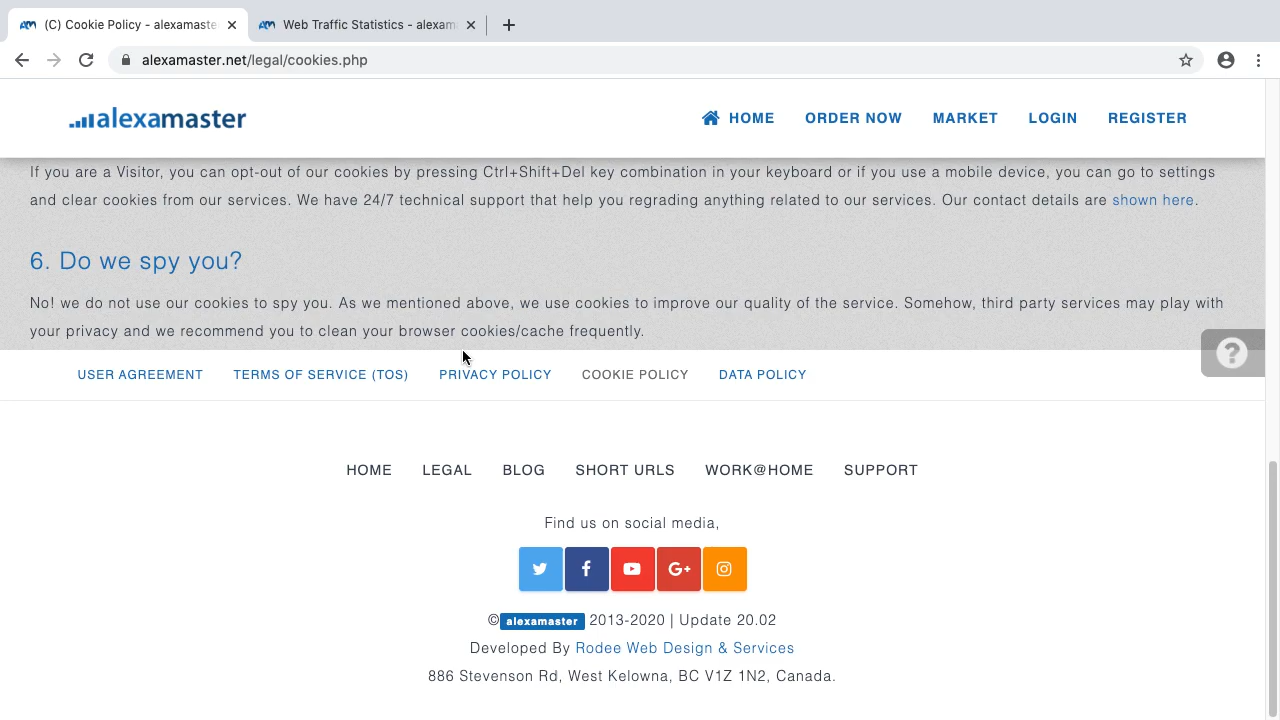 (C) Cookie Policy - alexamaste
Web Traffic Statistics - alexam
alexamaster.net/legal/cookies.php
alexamaster
HOME
ORDER NOW
MARKET
LOGIN
REGISTER
If you are a Visitor, you can opt-out of our cookies by pressing Ctrl+Shift+Del key combination in your keyboard or if you use a mobile device, you can go to settings
and clear cookies from our services. We have 24/7 technical support that help you regrading anything related to our services. Our contact details are shown here.
6. Do we spy you?
No! we do not use our cookies to spy you. As we mentioned above, we use cookies to improve our quality of the service. Somehow, third party services may play with
your privacy and we recommend you to clean your browser cookies/cache frequently.
USER AGREEMENT
TERMS OF SERVICE (TOS)
PRIVACY POLICY
COOKIE POLICY
DATA POLICY
HOME
LEGAL
BLOG
SHORT URLS
WORK@HOME
SUPPORT
Find us on social media,
©alexamaster 2013-2020 | Update 20.02
Developed By Rodee Web Design & Services
886 Stevenson Rd, West Kelowna, BC V1Z 1N2, Canada.